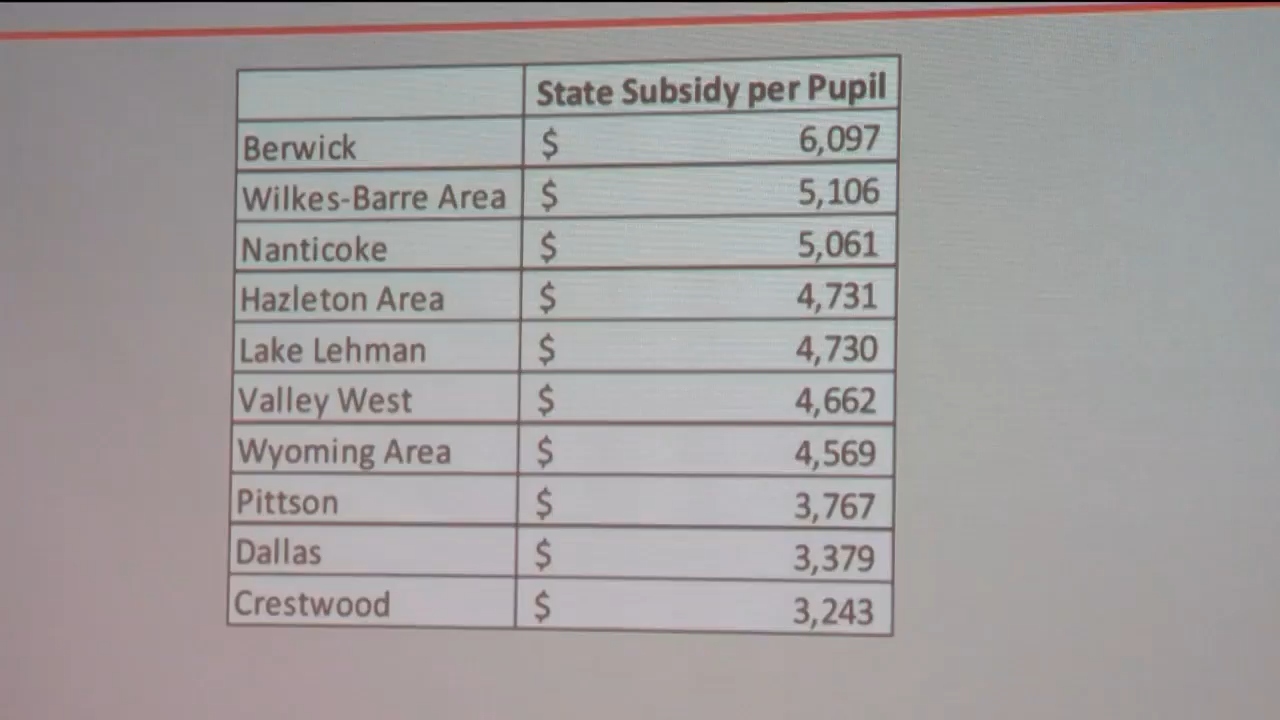 State Subsidy per Pupil
Berwick $ 6,097
Wilkes-Barre Area $ 5,106
Nanticoke $ 5,061
Hazleton Area $ 4,731
Lake Lehman $ 4,730
Valley West $ 4,662
Wyoming Area $ 4,569
Pittson $ 3,767
Dallas $ 3,379
Crestwood $ 3,243